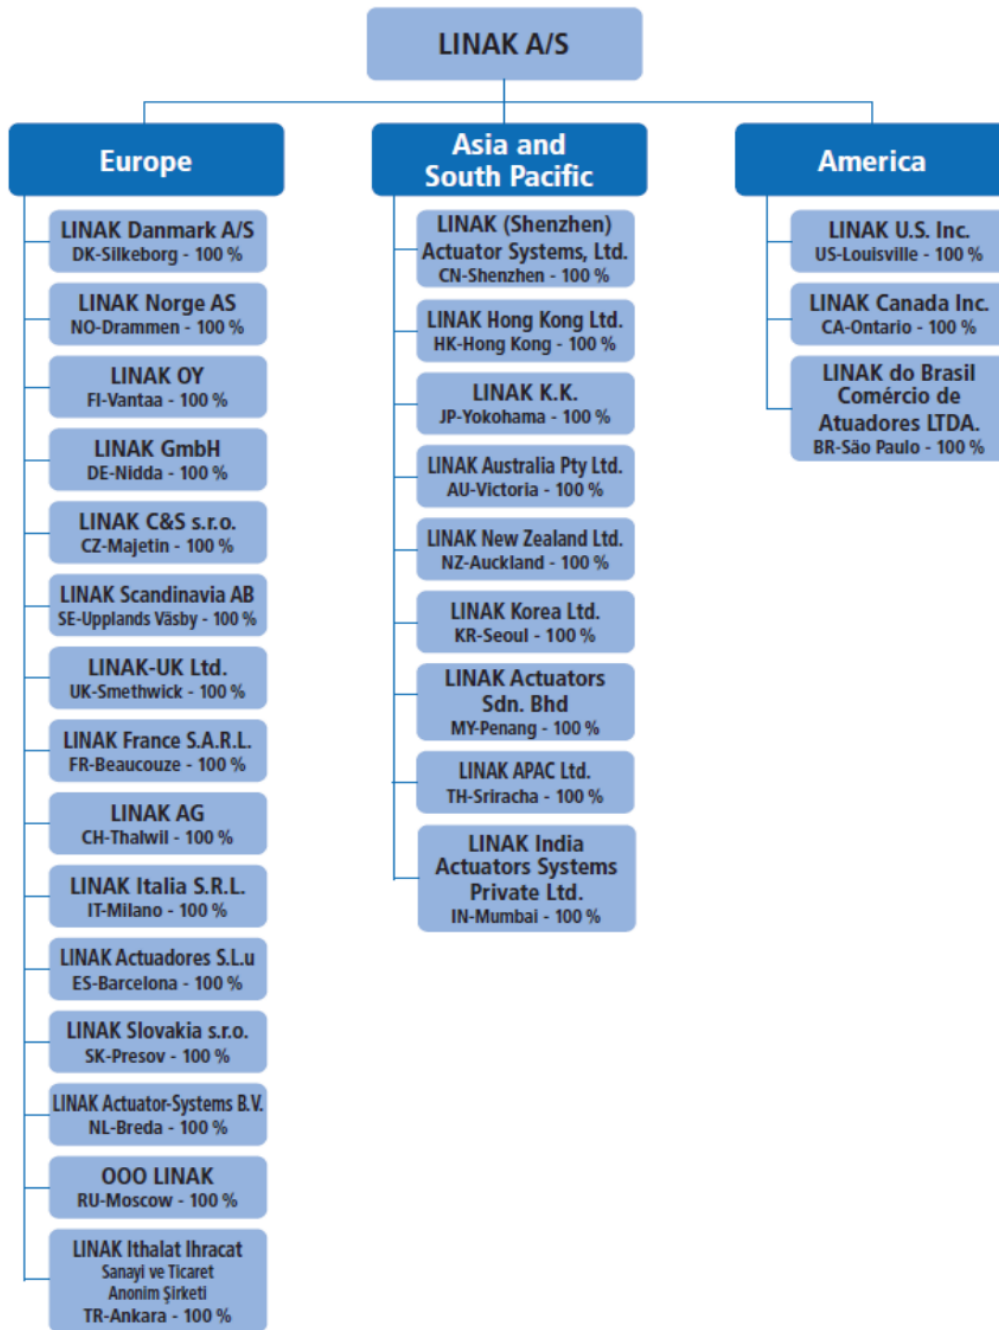 LINAK A/S
Europe
LINAK Danmark A/S
DK-Silkeborg - 100 %
LINAK Norge AS
NO-Drammen - 100 %
LINAK OY
FI-Vantaa - 100 %
LINAK GmbH
DE-Nidda - 100 %
LINAK C&S s.r.o.
CZ-Majetin - 100 %
LINAK Scandinavia AB
SE-Upplands Väsby - 100 %
LINAK-UK Ltd.
UK-Smethwick - 100 %
LINAK France S.A.R.L.
FR-Beaucouze - 100 %
LINAK AG
CH-Thalwil - 100 %
LINAK Italia S.R.L.
IT-Milano - 100 %
LINAK Actuadores S.L.u
ES-Barcelona - 100 %
LINAK Slovakia s.r.o.
SK-Presov - 100 %
LINAK Actuator-Systems B.V.
NL-Breda - 100 %
OOO LINAK
RU-Moscow - 100 %
LINAK Ithalat Ihracat
Sanayi ve Ticaret
Anonim Şirketi
TR-Ankara - 100 %
Asia and
South Pacific
LINAK (Shenzhen)
Actuator Systems, Ltd.
CN-Shenzhen - 100 %
LINAK Hong Kong Ltd.
HK-Hong Kong - 100 %
LINAK K.K.
JP-Yokohama - 100 %
LINAK Australia Pty Ltd.
AU-Victoria - 100 %
LINAK New Zealand Ltd.
NZ-Auckland - 100 %
LINAK Korea Ltd.
KR-Seoul - 100 %
LINAK Actuators
Sdn. Bhd
MY-Penang - 100 %
LINAK APAC Ltd.
TH-Sriracha - 100 %
LINAK India
Actuators Systems
Private Ltd.
IN-Mumbai - 100 %
America
LINAK U.S. Inc.
US-Louisville - 100 %
LINAK Canada Inc.
CA-Ontario - 100 %
LINAK do Brasil
Comércio de
Atuadores LTDA.
BR-São Paulo - 100 %